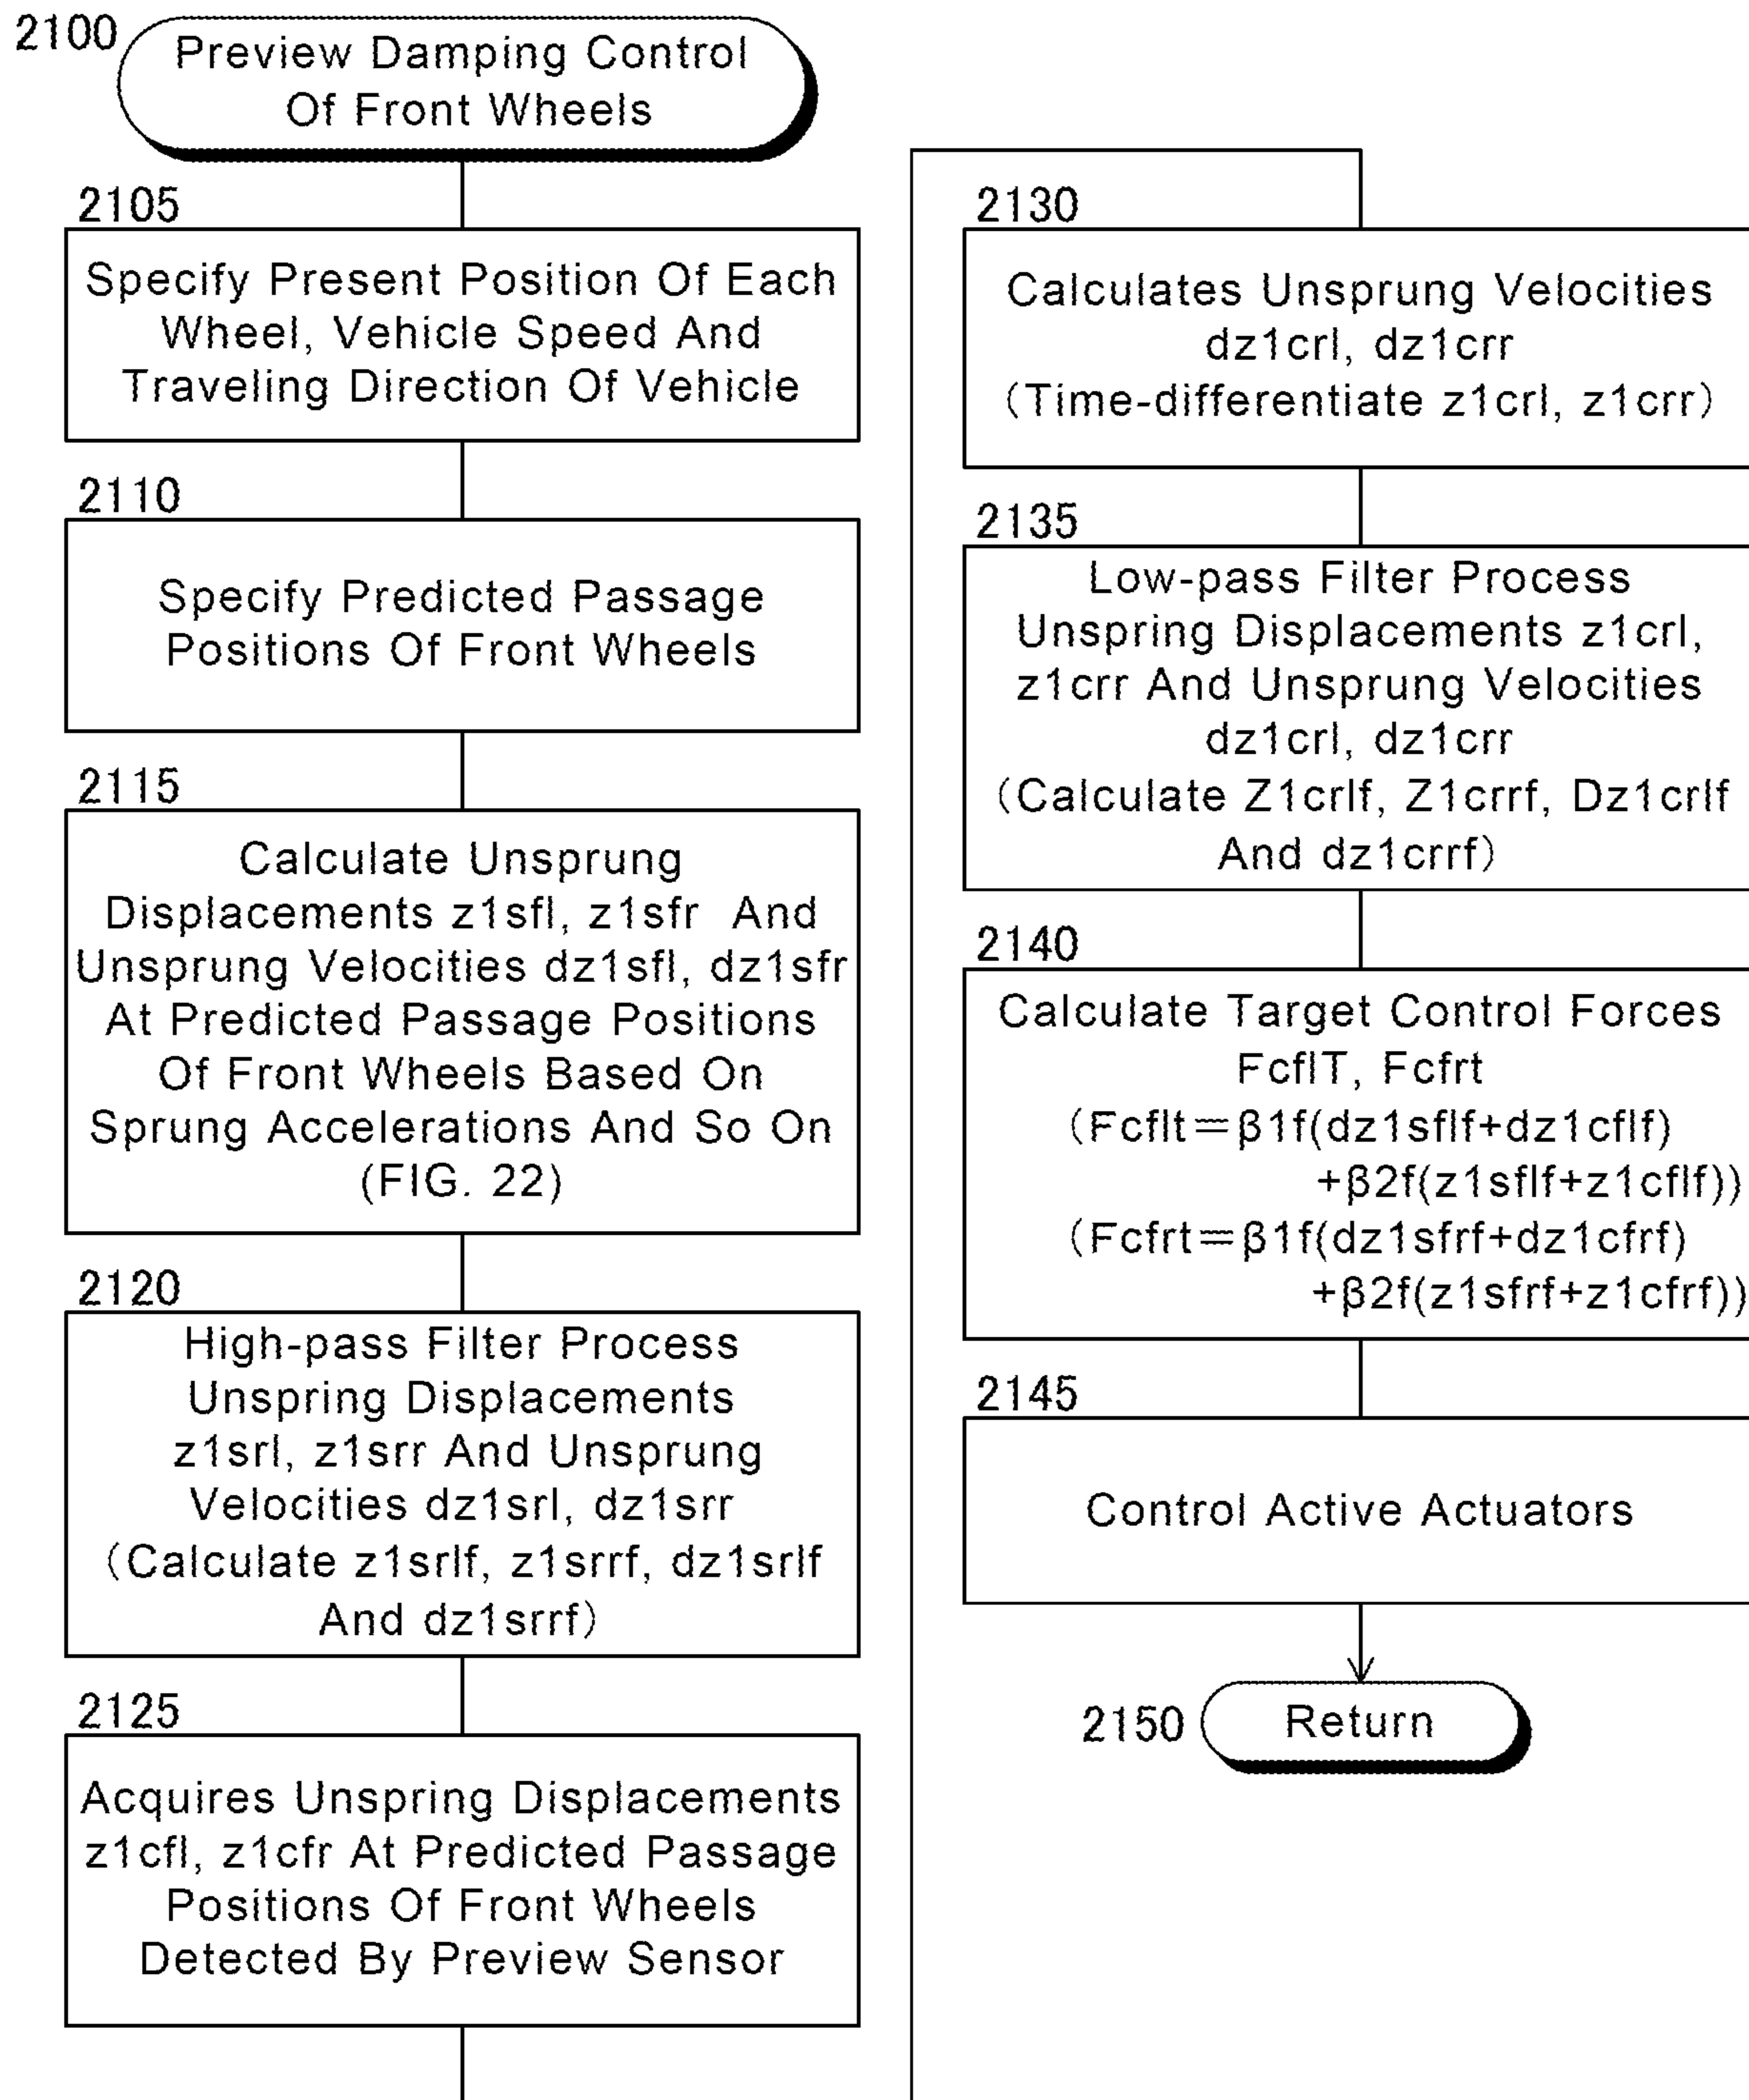 2100
Preview Damping Control
Of Front Wheels
2105
Specify Present Position Of Each
Wheel, Vehicle Speed And
Traveling Direction Of Vehicle
2110
Specify Predicted Passage
Positions Of Front Wheels
2115
Calculate Unsprung
Displacements z1sfl, z1sfr And
Unsprung Velocities dz1sfl, dz1sfr
At Predicted Passage Positions
Of Front Wheels Based On
Sprung Accelerations And So On
(FIG. 22)
2120
High-pass Filter Process
Unspring Displacements
z1srl, z1srr And Unsprung
Velocities dz1srl, dz1srr
(Calculate z1srlf, z1srrf, dz1srlf
And dz1srrf)
2125
Acquires Unspring Displacements
z1cfl, z1cfr At Predicted Passage
Positions Of Front Wheels
Detected By Preview Sensor
2130
Calculates Unsprung Velocities
dz1crl, dz1crr
(Time-differentiate z1crl, z1crr)
2135
Low-pass Filter Process
Unspring Displacements z1crl,
z1crr And Unsprung Velocities
dz1crl, dz1crr
(Calculate Z1crlf, Z1crrf, Dz1crlf
And dz1crrf)
2140
Calculate Target Control Forces
FcflT, Fcfrt
(Fcflt=β1f(dz1sflf+dz1cflf)
+β2f(z1sflf+z1cflf))
(Fcfrt=β1f(dz1sfrf+dz1cfrf)
+β2f(z1sfrf+z1cfrf))
2145
Control Active Actuators
2150
Return